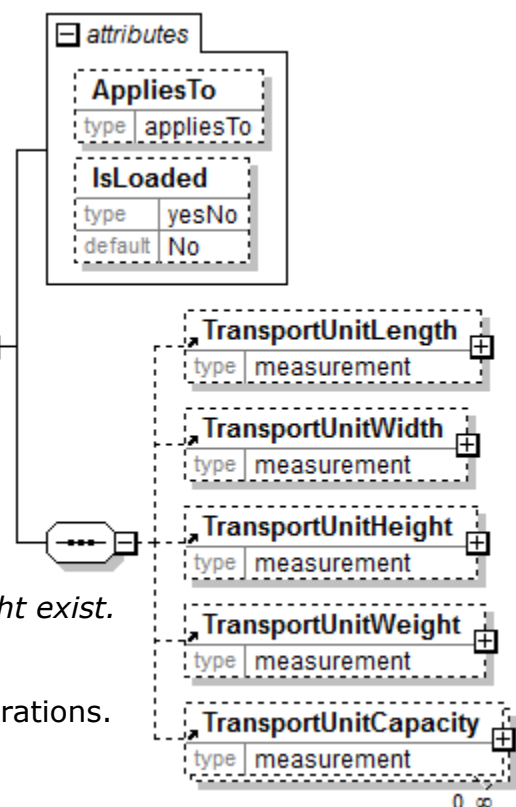 attributes
AppliesTo
type appliesTo
IsLoaded
type yesNo
default No
TransportUnitLength
type measurement
TransportUnitWidth
type measurement
TransportUnitHeight
type measurement
ht exist.
TransportUnitWeight
type measurement
rations.
TransportUnitCapacity
type measurement
0 ∞